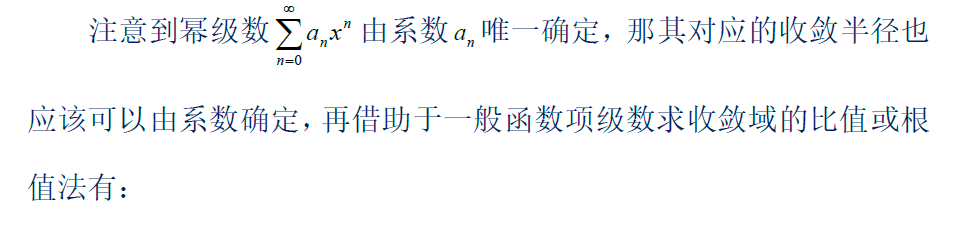 注意到幂级数 $\sum_{n=0}^{\infty} a_n x^n$ 由系数 $a_n$ 唯一确定，那其对应的收敛半径也
应该可以由系数确定，再借助于一般函数项级数求收敛域的比值或根
值法有：